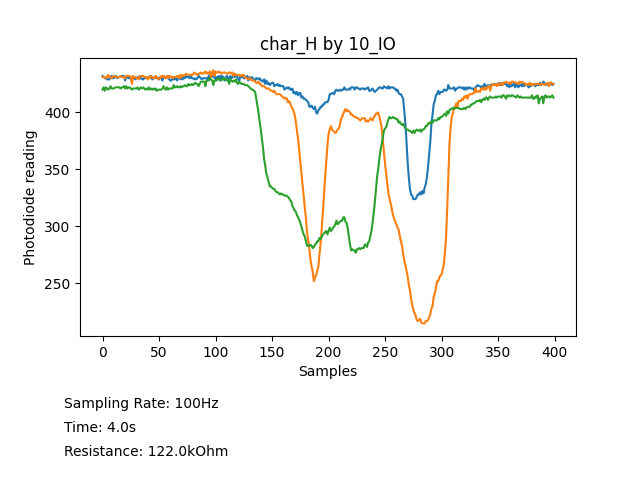 char_H by 10_IO
Photodiode reading
400
350
300
250
0 50 100 150 200 250 300 350 400
Samples
Sampling Rate: 100Hz
Time: 4.0s
Resistance: 122.0kOhm